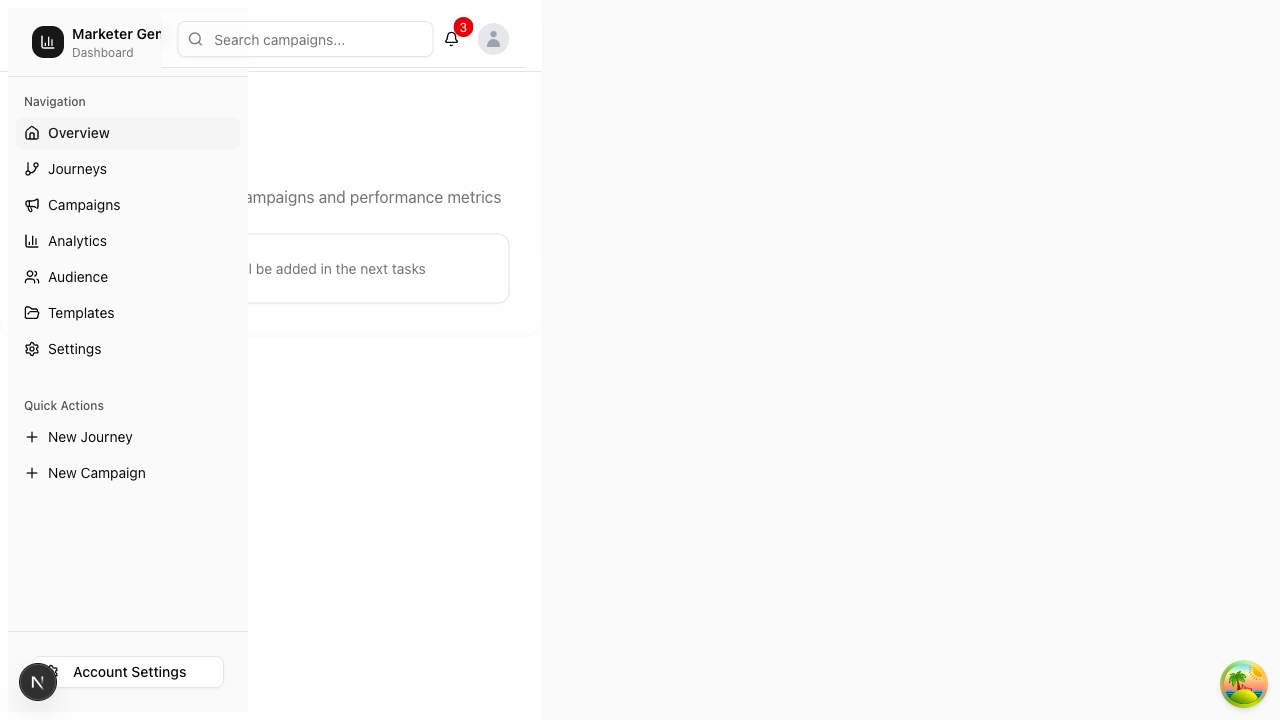 Marketer Gen
Dashboard
Search campaigns...
3
Navigation
Overview
Journeys
Campaigns
Analytics
Audience
Templates
Settings
Quick Actions
New Journey
New Campaign
ampaigns and performance metrics
l be added in the next tasks
Account Settings
N